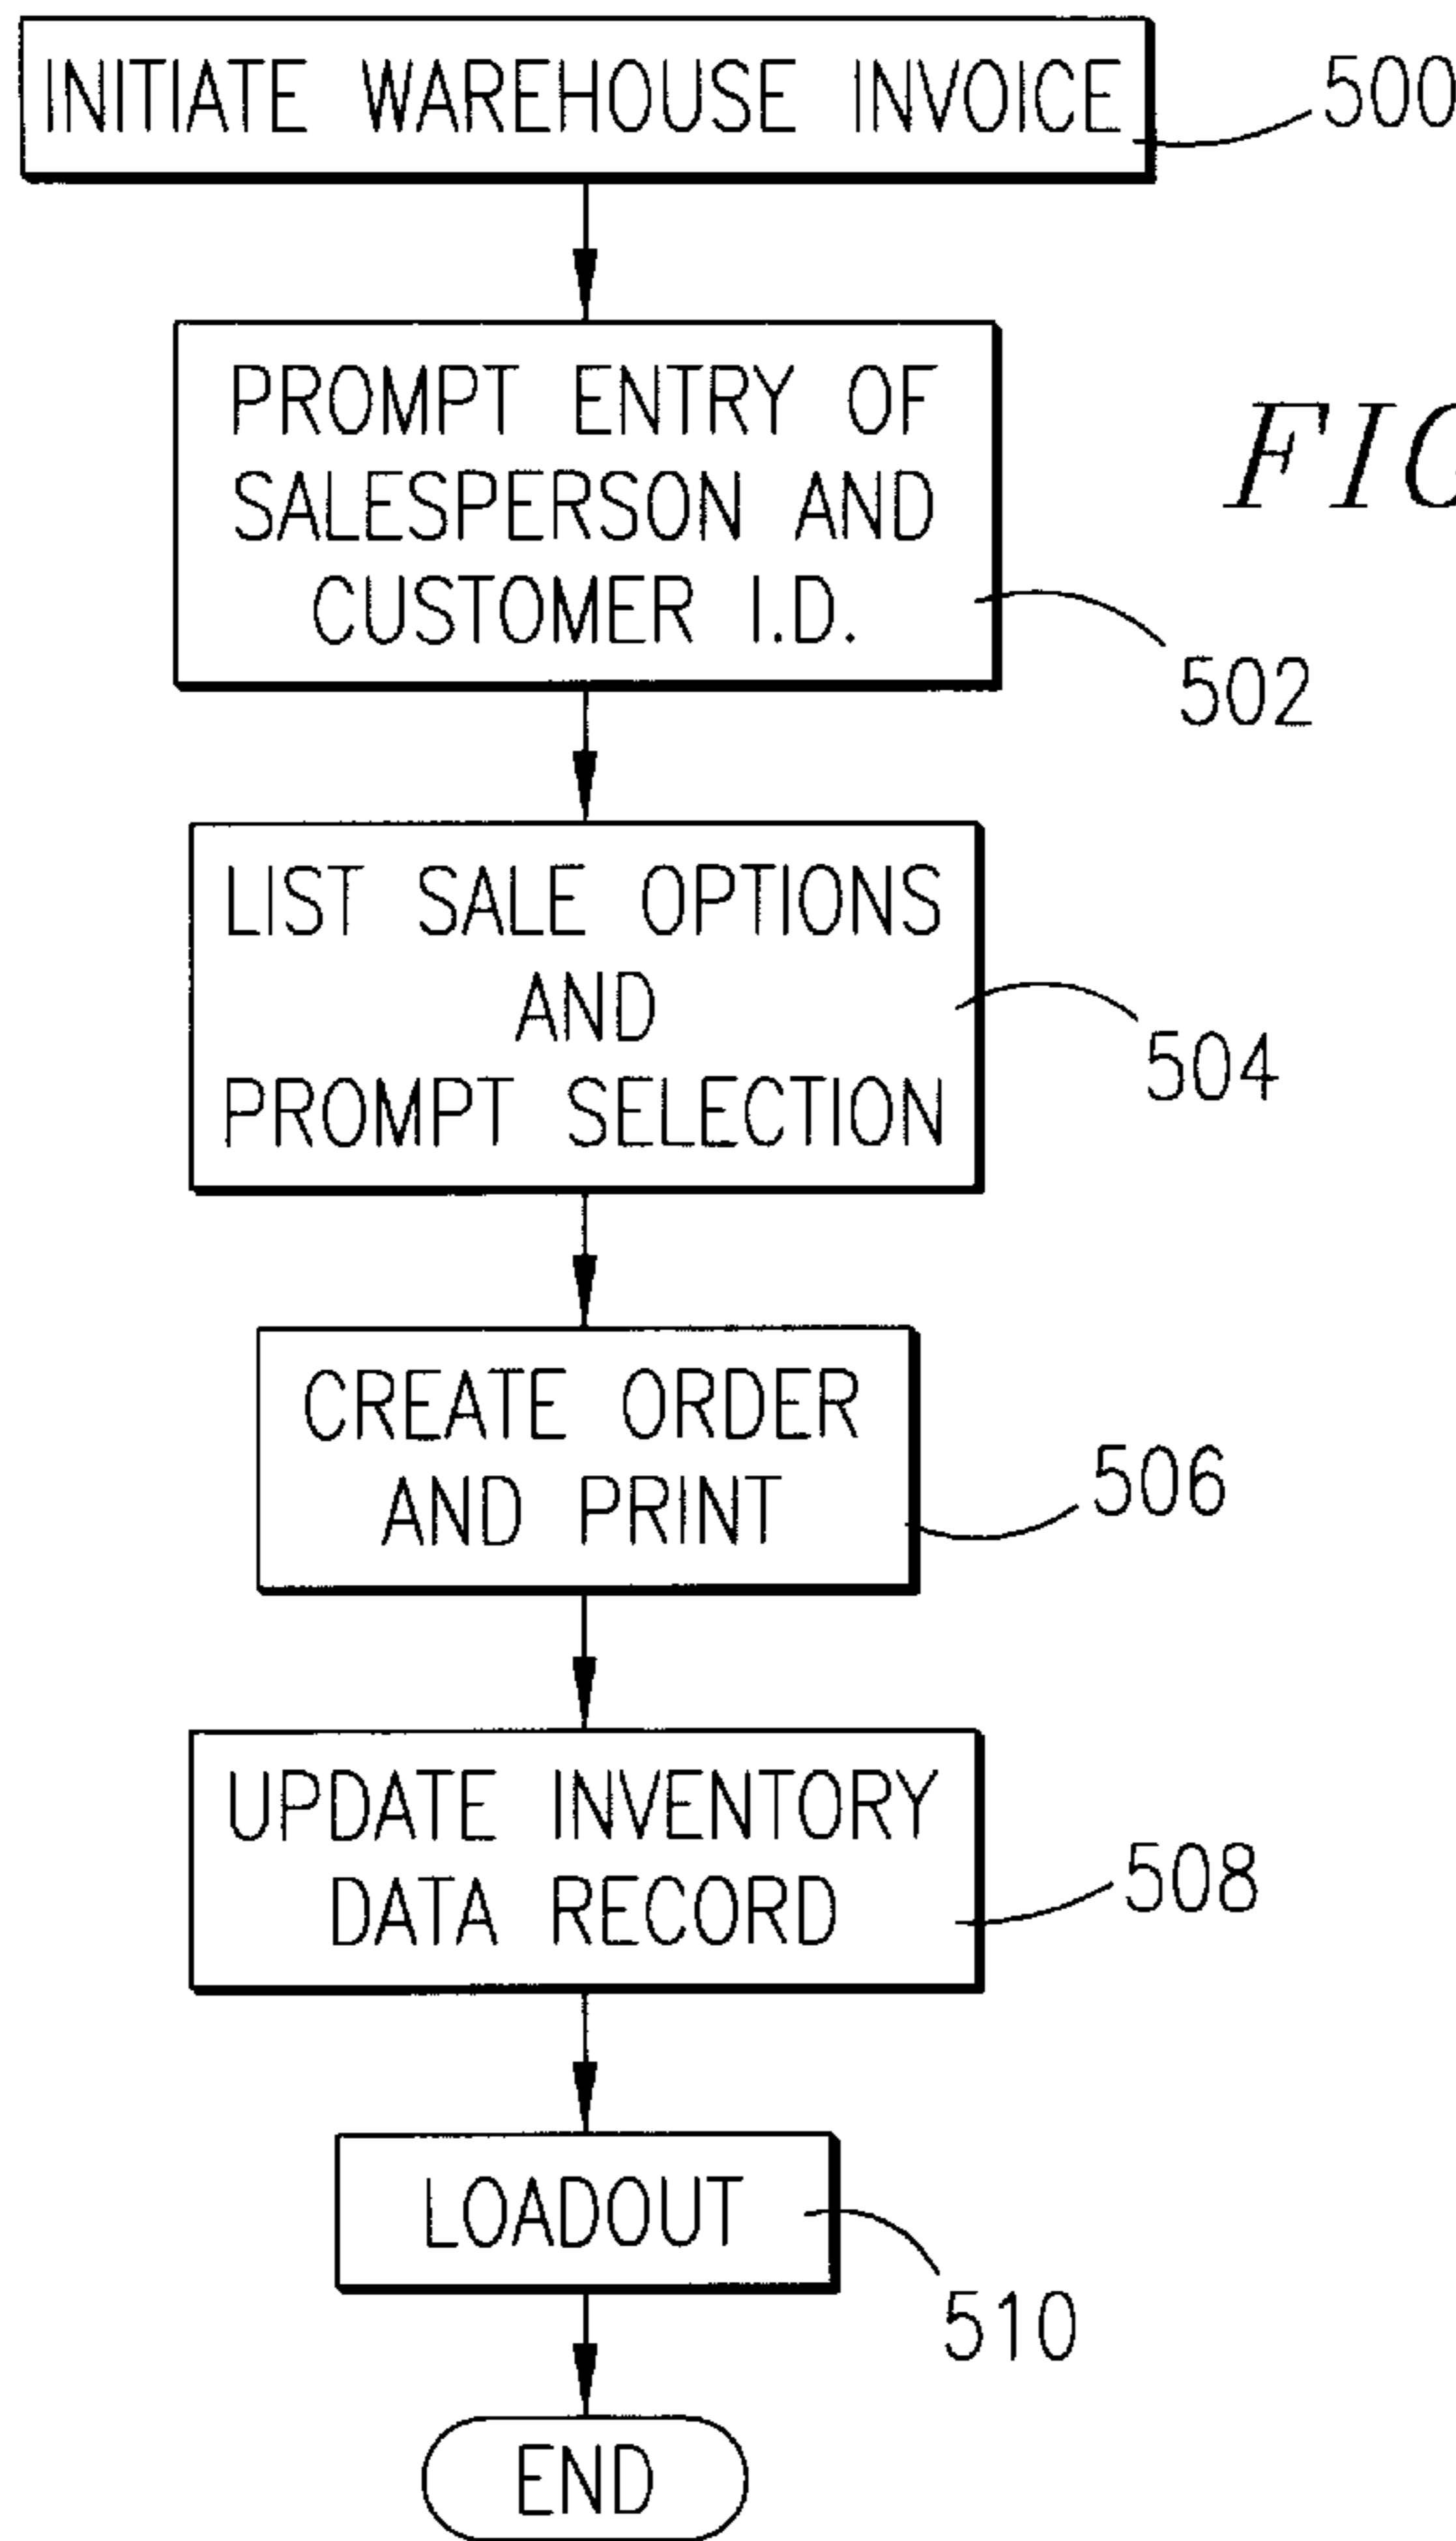 INITIATE WAREHOUSE INVOICE
500
PROMPT ENTRY OF
SALESPERSON AND
CUSTOMER I.D.
502
FIG
LIST SALE OPTIONS
AND
PROMPT SELECTION
504
CREATE ORDER
AND PRINT
506
UPDATE INVENTORY
DATA RECORD
508
LOADOUT
510
END